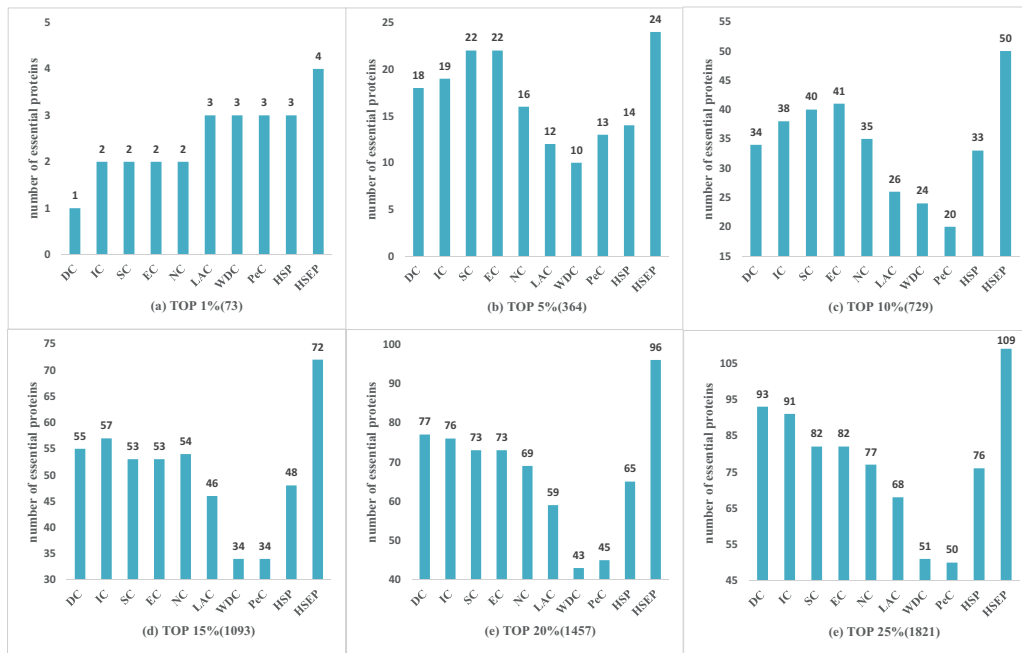 number of essential proteins
5
4
3
2
1
0
1
2
2
2
2
3
3
3
3
4
DC
IC
SC
EC
NC
LAC
WDC
PeC
HSP
HSEP
(a) TOP 1%(73)
number of essential proteins
25
20
15
10
5
0
18
19
22
22
16
12
10
13
14
24
DC
IC
SC
EC
NC
LAC
WDC
PeC
HSP
HSEP
(b) TOP 5%(364)
number of essential proteins
55
50
45
40
35
30
25
20
15
34
38
40
41
35
26
24
20
33
50
DC
IC
SC
EC
NC
LAC
WDC
PeC
HSP
HSEP
(c) TOP 10%(729)
number of essential proteins
75
70
65
60
55
50
45
40
35
30
55
57
53
53
54
46
34
34
48
72
DC
IC
SC
EC
NC
LAC
WDC
PeC
HSP
HSEP
(d) TOP 15%(1093)
number of essential proteins
100
90
80
70
60
50
40
77
76
73
73
69
59
43
45
65
96
DC
IC
SC
EC
NC
LAC
WDC
PeC
HSP
HSEP
(e) TOP 20%(1457)
number of essential proteins
105
95
85
75
65
55
45
93
91
82
82
77
68
51
50
76
109
DC
IC
SC
EC
NC
LAC
WDC
PeC
HSP
HSEP
(e) TOP 25%(1821)